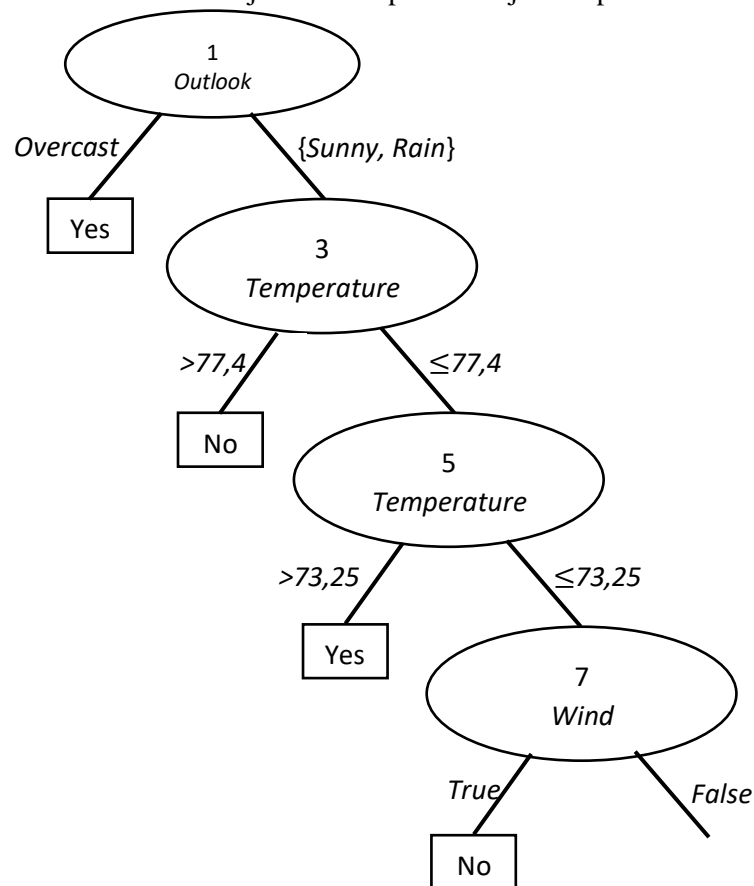 1
Outlook
Overcast
{Sunny, Rain}
Yes
3
Temperature
>77,4
≤77,4
No
5
Temperature
>73,25
≤73,25
Yes
7
Wind
True
False
No